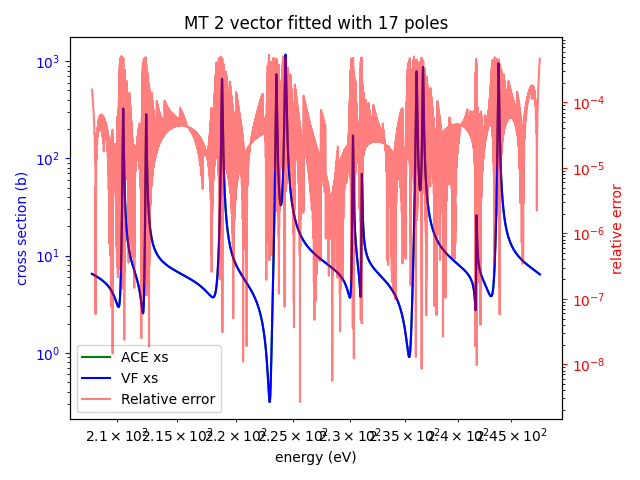 MT 2 vector fitted with 17 poles
10³
10²
10¹
10⁰
cross section (b)
10⁻⁴
10⁻⁵
10⁻⁶
10⁻⁷
10⁻⁸
relative error
ACE xs
VF xs
Relative error
2.1 × 10² 2.15 × 10² 2.2 × 10² 2.25 × 10² 2.3 × 10² 2.35 × 10² 2.4 × 10² 2.45 × 10²
energy (eV)